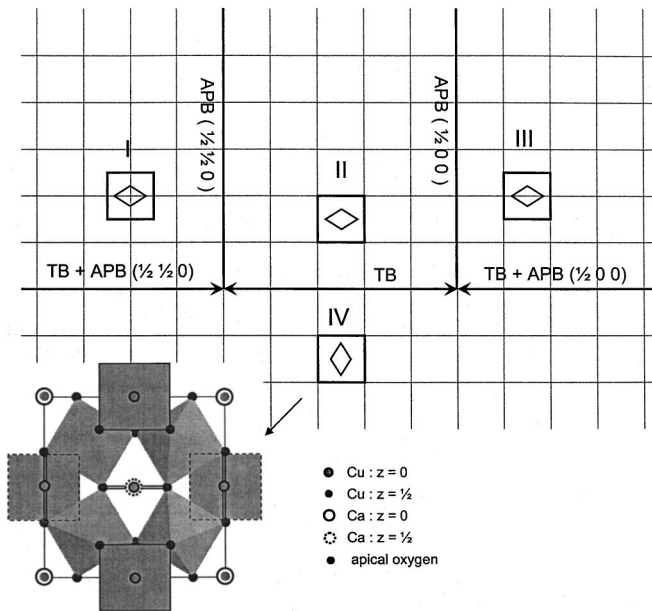 APB ( ½ ½ 0 )
APB ( ½ 0 0 )
I
II
III
TB + APB (½ ½ 0)
TB
TB + APB (½ 0 0)
IV
Cu : z = 0
Cu : z = ½
Ca : z = 0
Ca : z = ½
apical oxygen